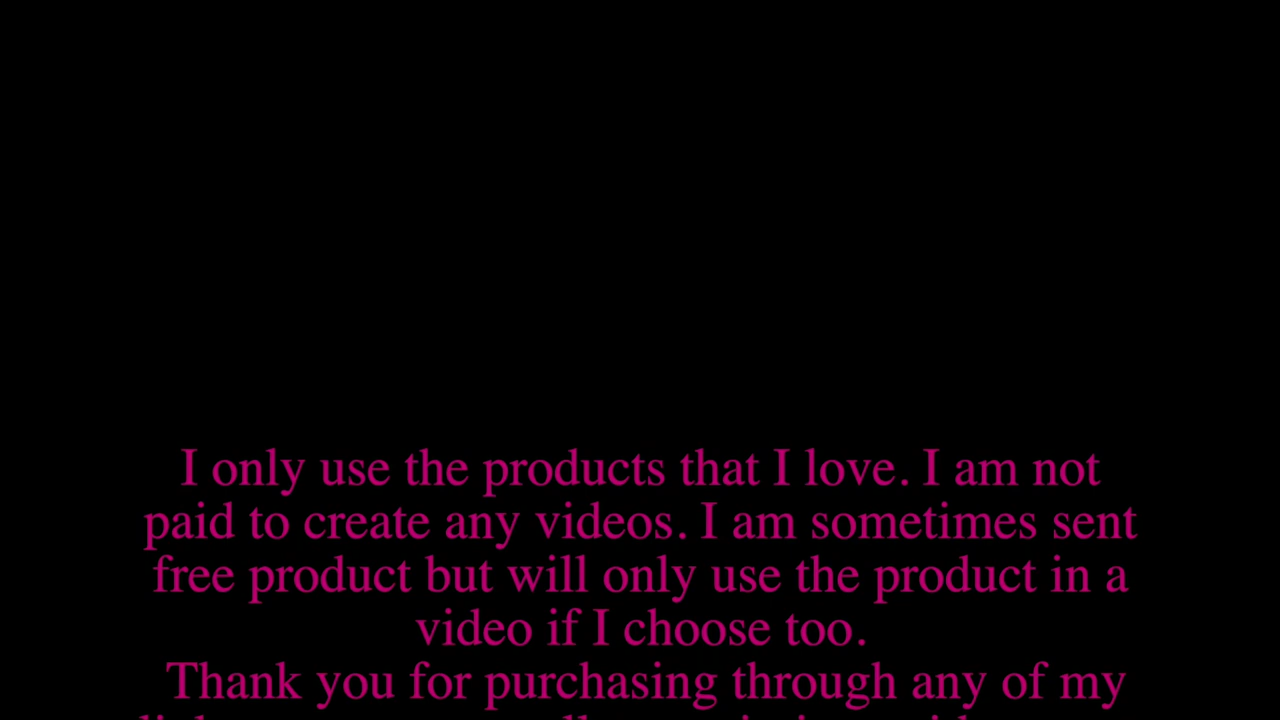 I only use the products that I love. I am not
paid to create any videos. I am sometimes sent
free product but will only use the product in a
video if I choose too.
Thank you for purchasing through any of my